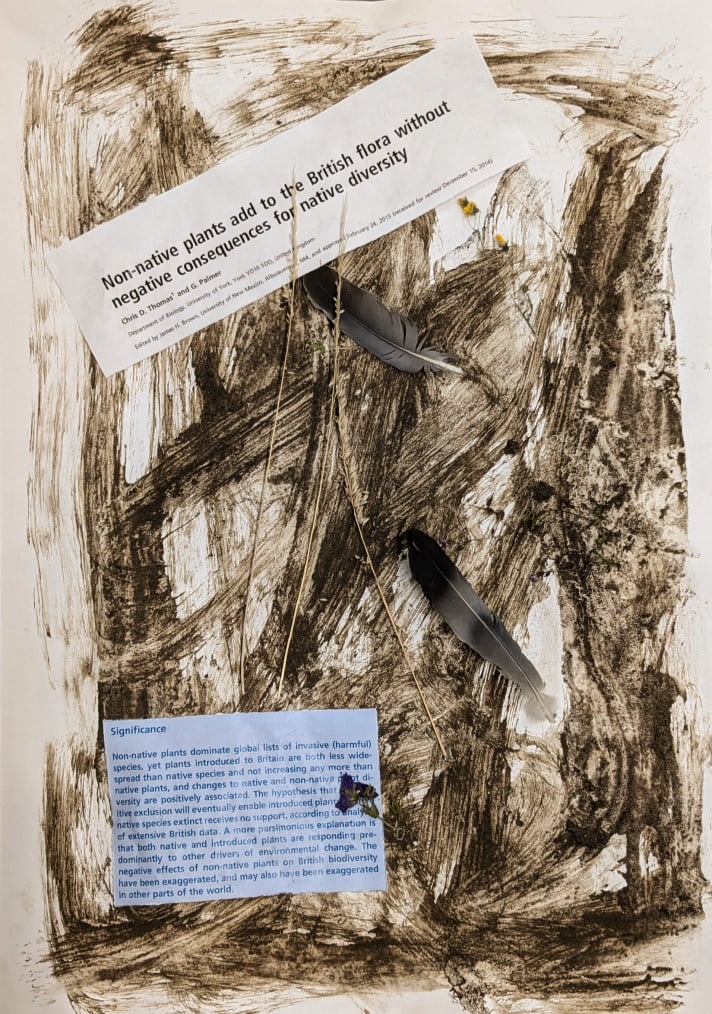 Non-native plants add to the British flora without
negative consequences for native diversity
Chris D. Thomas¹ and G. Palmer
Department of Biology, University of York, York YO10 5DD, United Kingdom
Edited by James H. Brown, University of New Mexico, Albuquerque, NM, and approved February 24, 2015 (received for review December 15, 2014)
Significance
Non-native plants dominate global lists of invasive (harmful)
species, yet plants introduced to Britain are both less wide-
spread than native species and not increasing any more than
native plants, and changes to native and non-native plant di-
versity are positively associated. The hypothesis that
itive exclusion will eventually enable introduced plant
native species extinct receives no support, according to analy
of extensive British data. A more parsimonious explanation is
that both native and introduced plants are responding pre-
dominantly to other drivers of environmental change. The
negative effects of non-native plants on British biodiversity
have been exaggerated, and may also have been exaggerated
in other parts of the world.